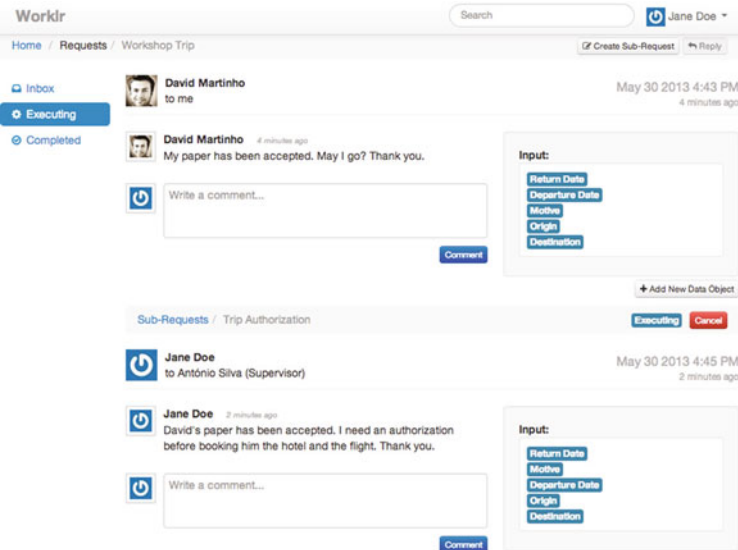 Worklr
Search
Jane Doe
Home / Requests / Workshop Trip
Create Sub-Request
Reply
Inbox
Executing
Completed
David Martinho
to me
May 30 2013 4:43 PM
4 minutes ago
David Martinho 4 minutes ago
My paper has been accepted. May I go? Thank you.
Write a comment...
Comment
Input:
Return Date
Departure Date
Motive
Origin
Destination
Add New Data Object
Sub-Requests / Trip Authorization
Executing
Cancel
Jane Doe
to António Silva (Supervisor)
May 30 2013 4:45 PM
2 minutes ago
Jane Doe 2 minutes ago
David's paper has been accepted. I need an authorization
before booking him the hotel and the flight. Thank you.
Write a comment...
Comment
Input:
Return Date
Motive
Departure Date
Origin
Destination